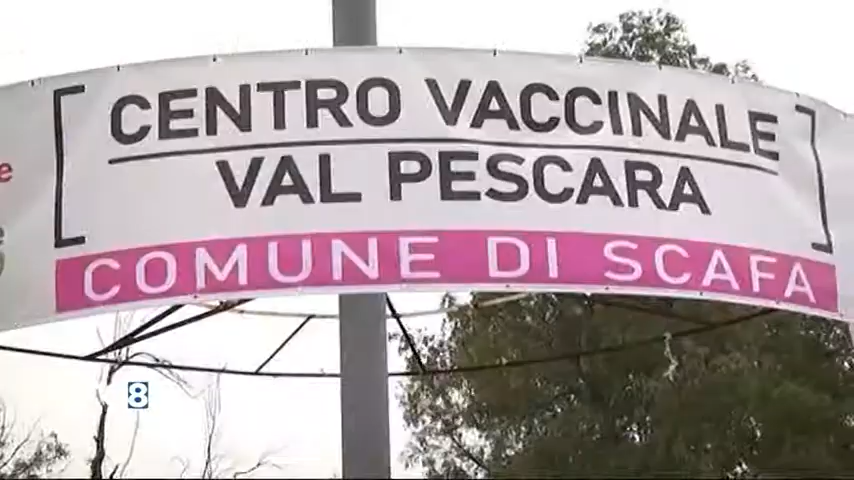 CENTRO VACCINALE
VAL PESCARA
COMUNE DI SCAFA
8